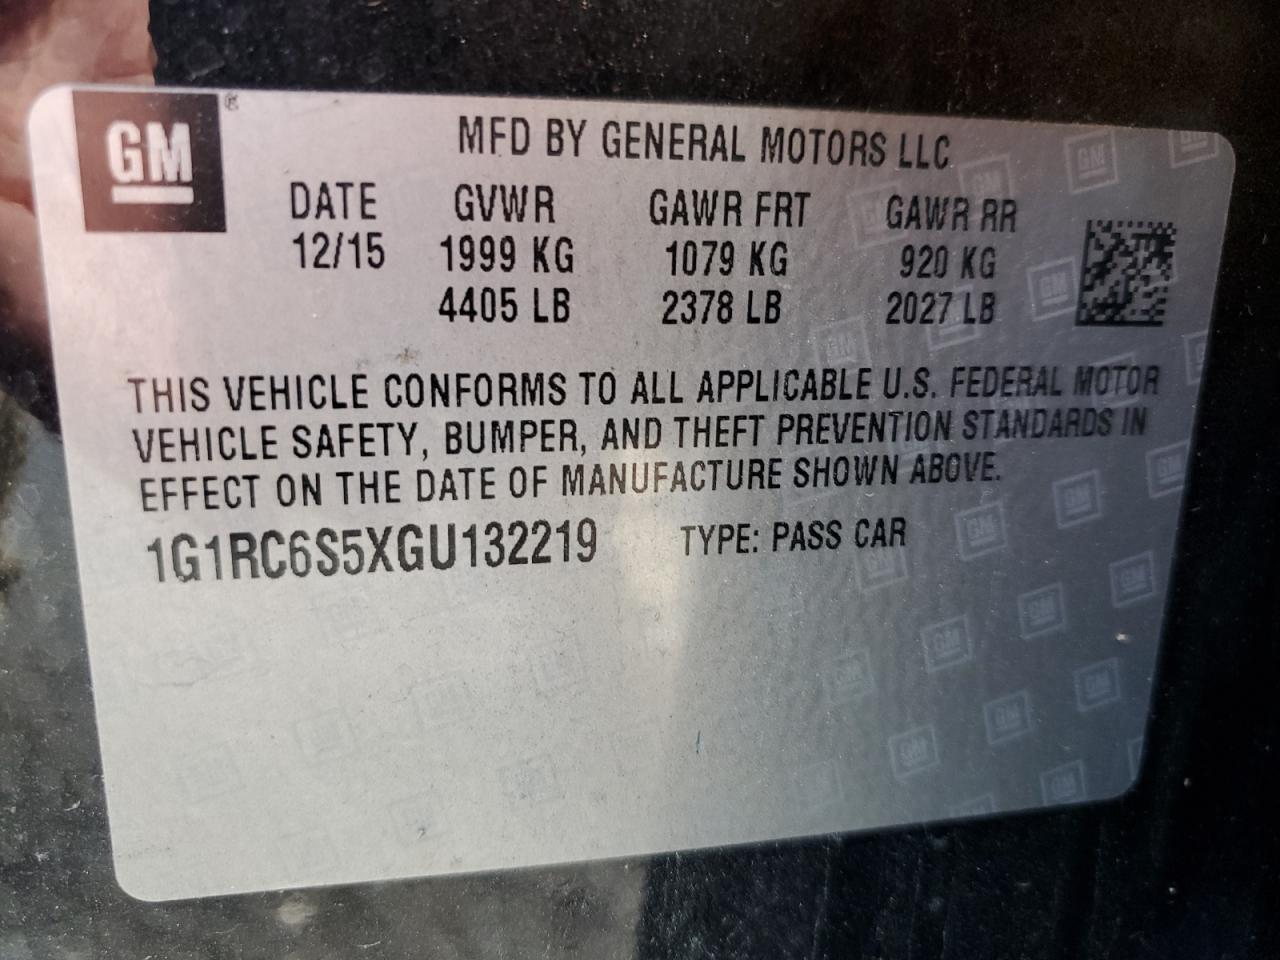 GM®
MFD BY GENERAL MOTORS LLC
DATE GVWR GAWR FRT GAWR RR
12/15 1999 KG 1079 KG 920 KG
4405 LB 2378 LB 2027 LB
THIS VEHICLE CONFORMS TO ALL APPLICABLE U.S. FEDERAL MOTOR
VEHICLE SAFETY, BUMPER, AND THEFT PREVENTION STANDARDS IN
EFFECT ON THE DATE OF MANUFACTURE SHOWN ABOVE.
1G1RC6S5XGU132219 TYPE: PASS CAR